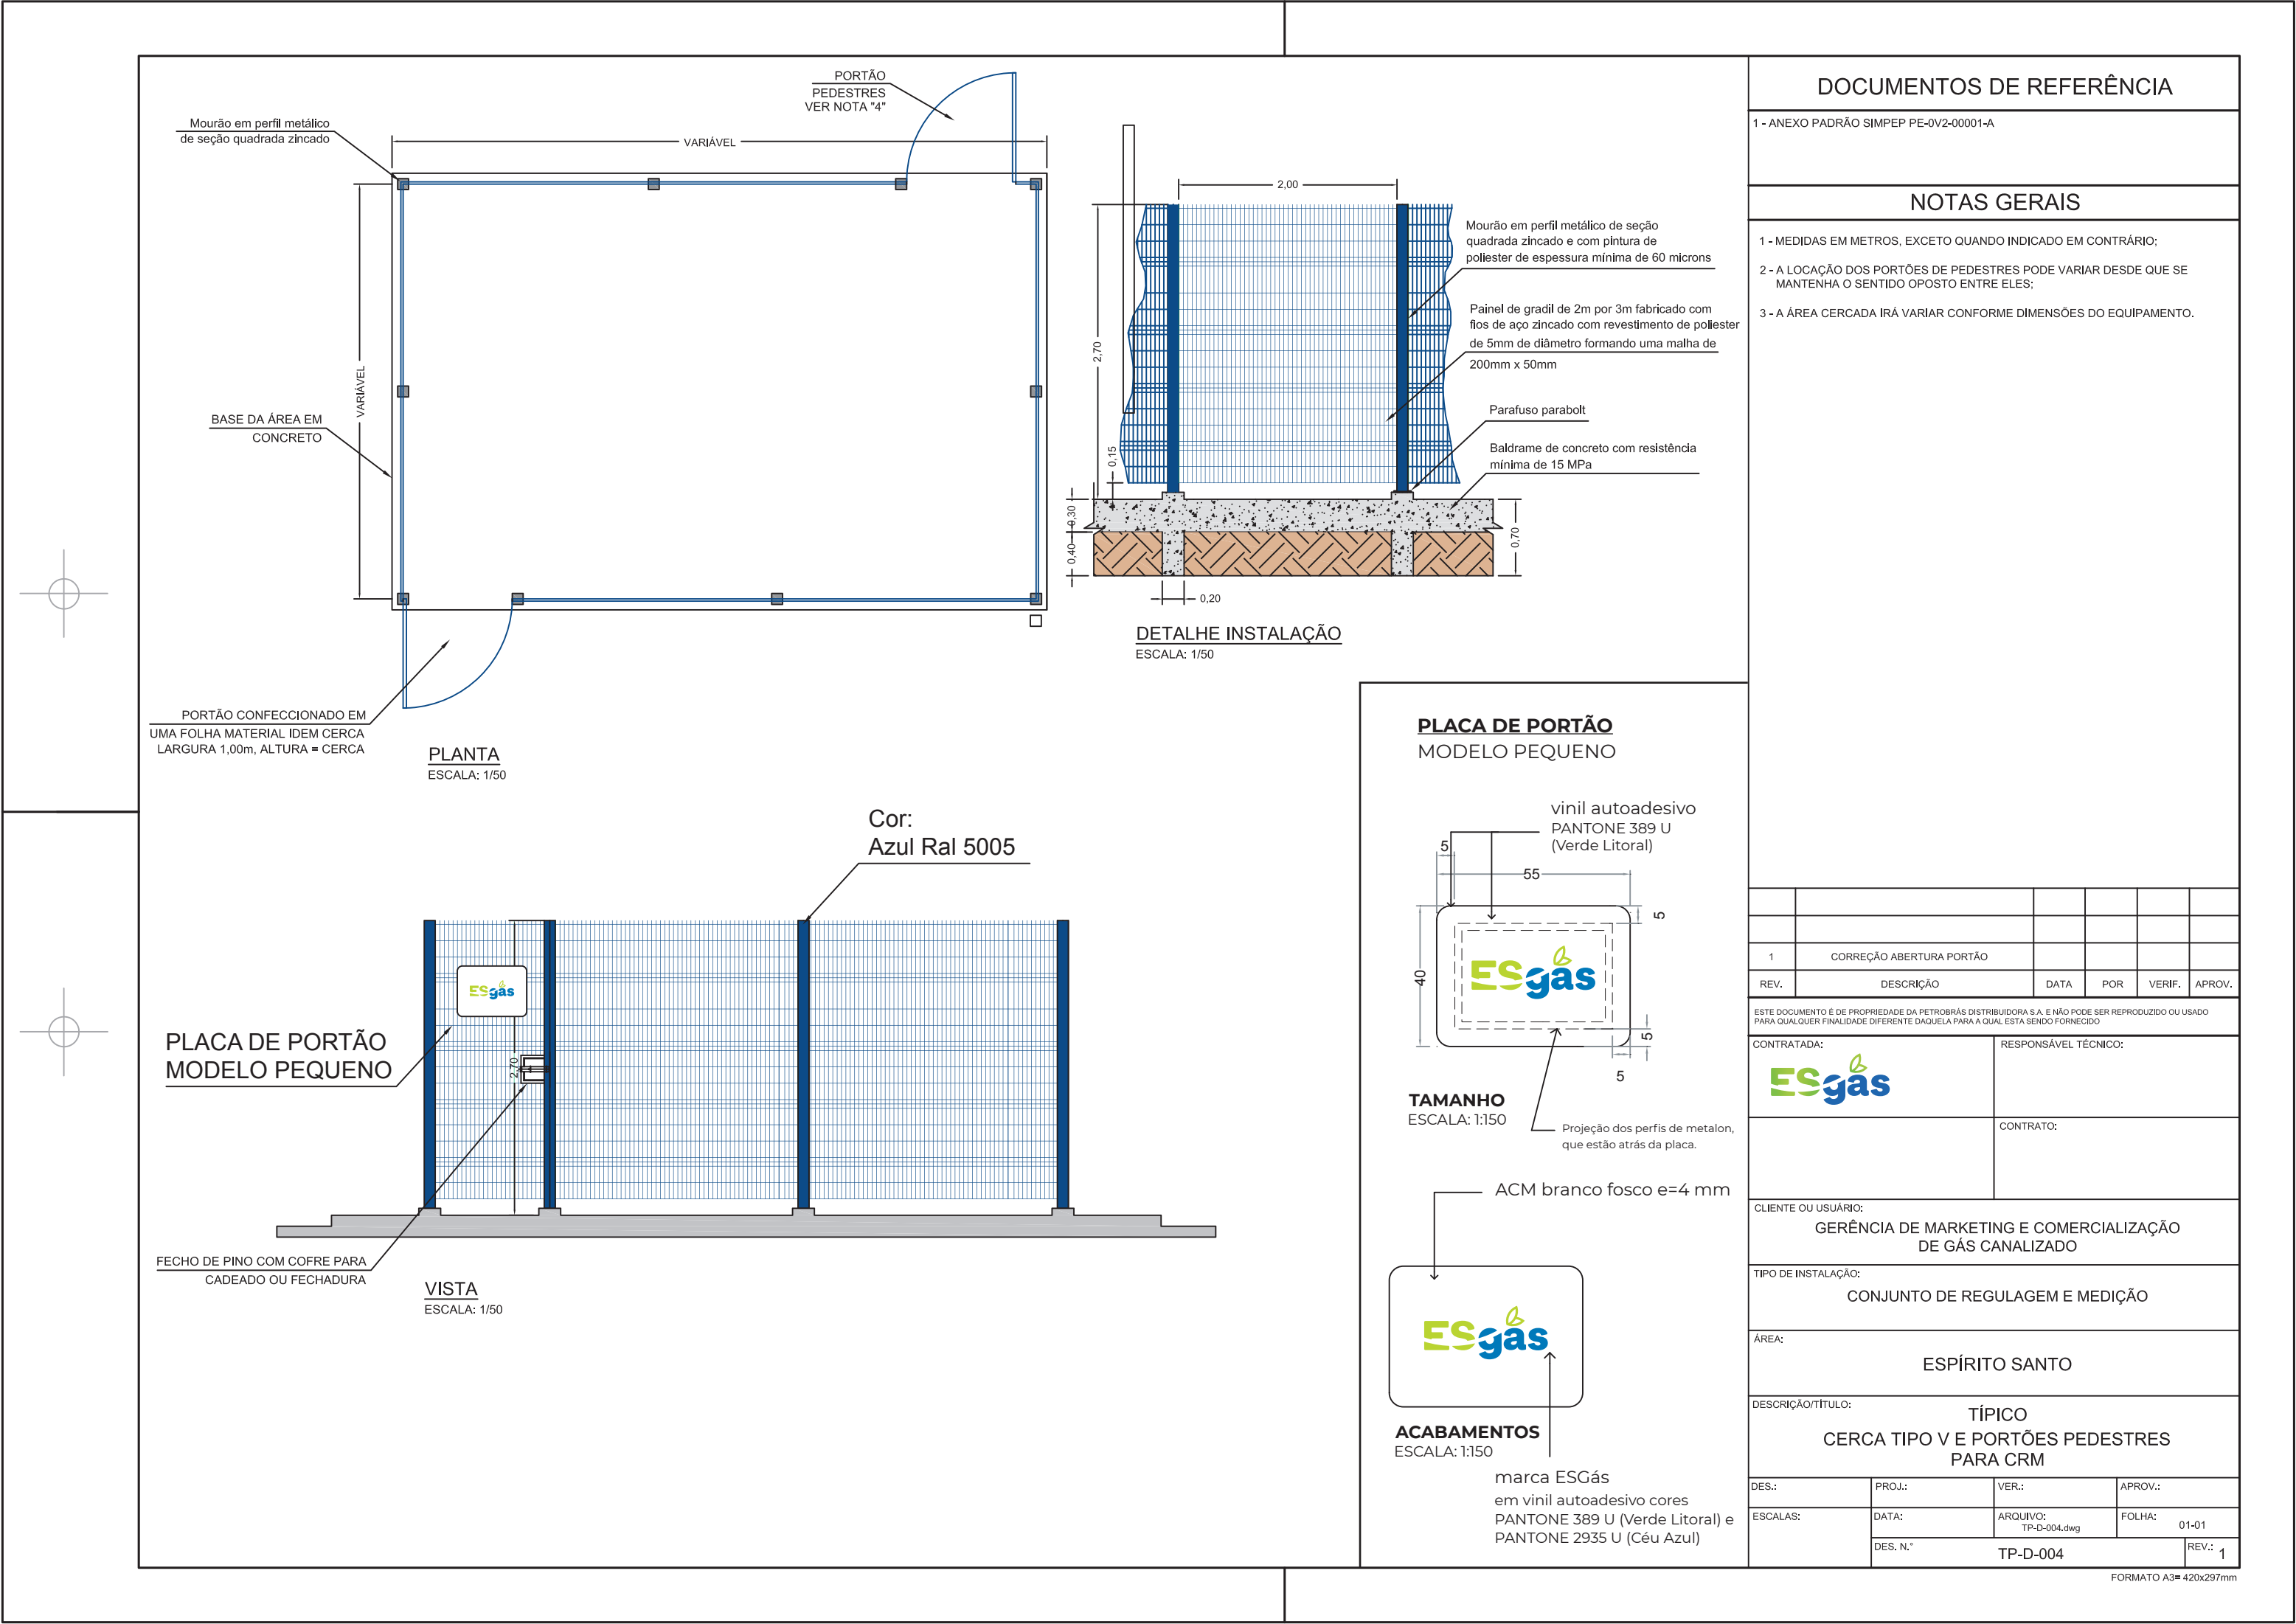 PORTÃO
PEDESTRES
VER NOTA "4"
Mourão em perfil metálico
de seção quadrada zincado
VARIÁVEL
VARIÁVEL
BASE DA ÁREA EM
CONCRETO
PORTÃO CONFECCIONADO EM
UMA FOLHA MATERIAL IDEM CERCA
LARGURA 1,00m, ALTURA = CERCA
PLANTA
ESCALA: 1/50
2,00
2,70
0,15
0,30
0,40
0,70
0,20
Mourão em perfil metálico de seção
quadrada zincado e com pintura de
poliester de espessura mínima de 60 microns
Painel de gradil de 2m por 3m fabricado com
fios de aço zincado com revestimento de poliester
de 5mm de diâmetro formando uma malha de
200mm x 50mm
Parafuso parabolt
Baldrame de concreto com resistência
mínima de 15 MPa
DETALHE INSTALAÇÃO
ESCALA: 1/50
Cor:
Azul Ral 5005
ESgás
PLACA DE PORTÃO
MODELO PEQUENO
2,70
FECHO DE PINO COM COFRE PARA
CADEADO OU FECHADURA
VISTA
ESCALA: 1/50
PLACA DE PORTÃO
MODELO PEQUENO
vinil autoadesivo
PANTONE 389 U
(Verde Litoral)
5
55
5
40
ESgás
5
5
TAMANHO
ESCALA: 1:150
Projeção dos perfis de metalon,
que estão atrás da placa.
ACM branco fosco e=4 mm
ESgás
ACABAMENTOS
ESCALA: 1:150
marca ESGás
em vinil autoadesivo cores
PANTONE 389 U (Verde Litoral) e
PANTONE 2935 U (Céu Azul)
DOCUMENTOS DE REFERÊNCIA
1 - ANEXO PADRÃO SIMPEP PE-0V2-00001-A
NOTAS GERAIS
1 - MEDIDAS EM METROS, EXCETO QUANDO INDICADO EM CONTRÁRIO;
2 - A LOCAÇÃO DOS PORTÕES DE PEDESTRES PODE VARIAR DESDE QUE SE
MANTENHA O SENTIDO OPOSTO ENTRE ELES;
3 - A ÁREA CERCADA IRÁ VARIAR CONFORME DIMENSÕES DO EQUIPAMENTO.
1 CORREÇÃO ABERTURA PORTÃO
REV. DESCRIÇÃO DATA POR VERIF. APROV.
ESTE DOCUMENTO É DE PROPRIEDADE DA PETROBRÁS DISTRIBUIDORA S.A. E NÃO PODE SER REPRODUZIDO OU USADO
PARA QUALQUER FINALIDADE DIFERENTE DAQUELA PARA A QUAL ESTA SENDO FORNECIDO
CONTRATADA: RESPONSÁVEL TÉCNICO:
ESgás
CONTRATO:
CLIENTE OU USUÁRIO:
GERÊNCIA DE MARKETING E COMERCIALIZAÇÃO
DE GÁS CANALIZADO
TIPO DE INSTALAÇÃO:
CONJUNTO DE REGULAGEM E MEDIÇÃO
ÁREA:
ESPÍRITO SANTO
DESCRIÇÃO/TÍTULO:
TÍPICO
CERCA TIPO V E PORTÕES PEDESTRES
PARA CRM
DES.: PROJ.: VER.: APROV.:
ESCALAS: DATA: ARQUIVO: FOLHA:
TP-D-004.dwg 01-01
DES. N.° TP-D-004 REV.: 1
FORMATO A3= 420x297mm